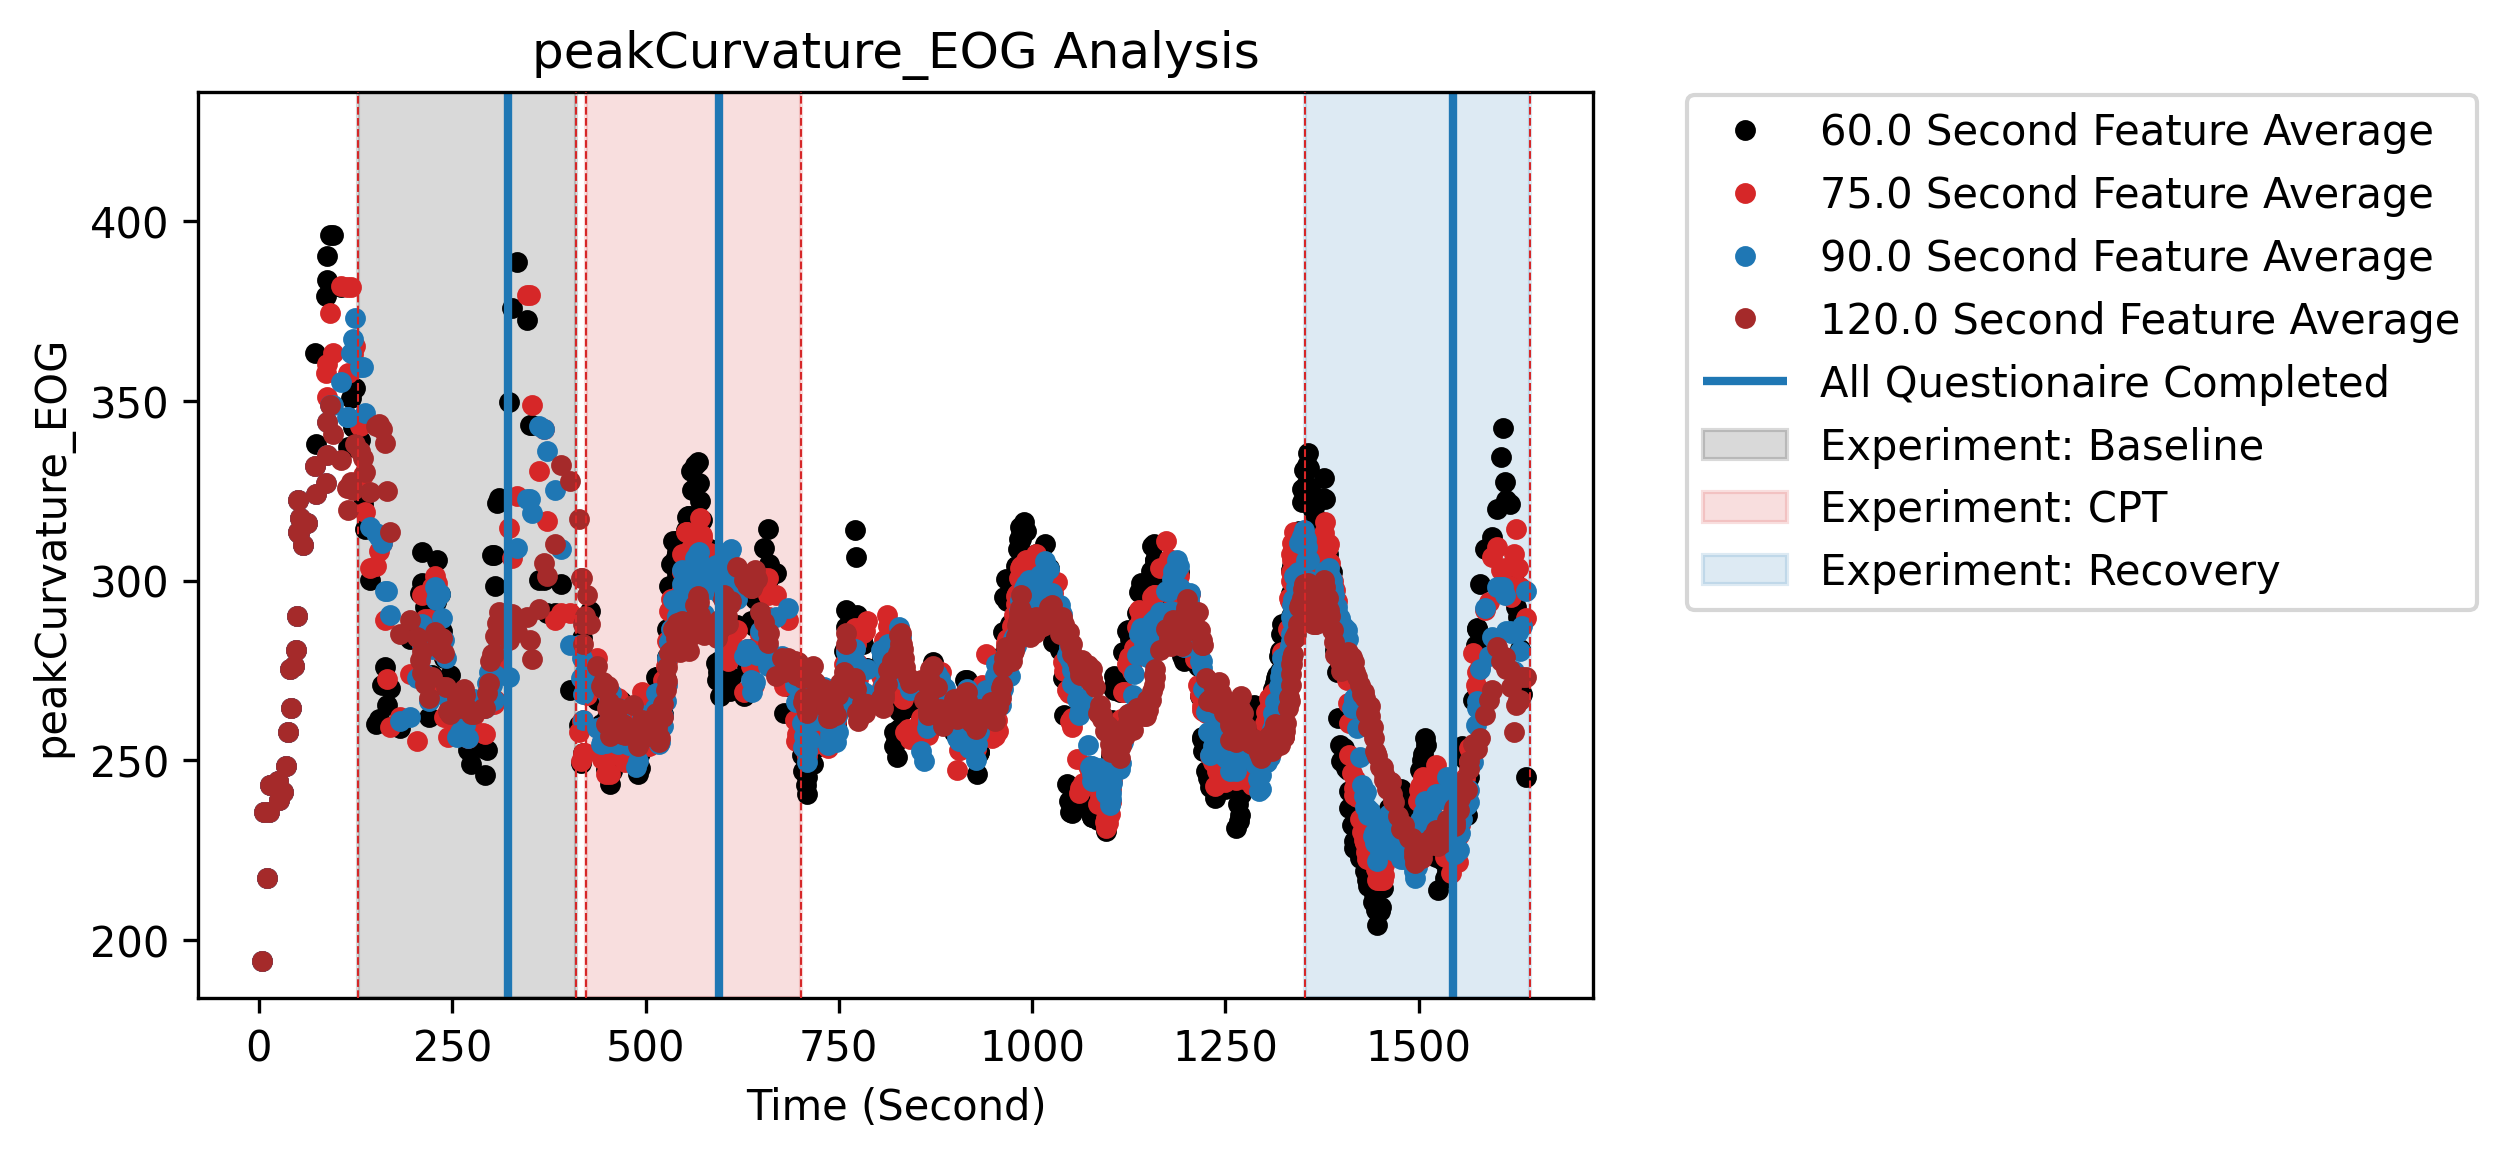 peakCurvature_EOG Analysis
peakCurvature_EOG
400
350
300
250
200
0 250 500 750 1000 1250 1500
Time (Second)
60.0 Second Feature Average
75.0 Second Feature Average
90.0 Second Feature Average
120.0 Second Feature Average
All Questionaire Completed
Experiment: Baseline
Experiment: CPT
Experiment: Recovery